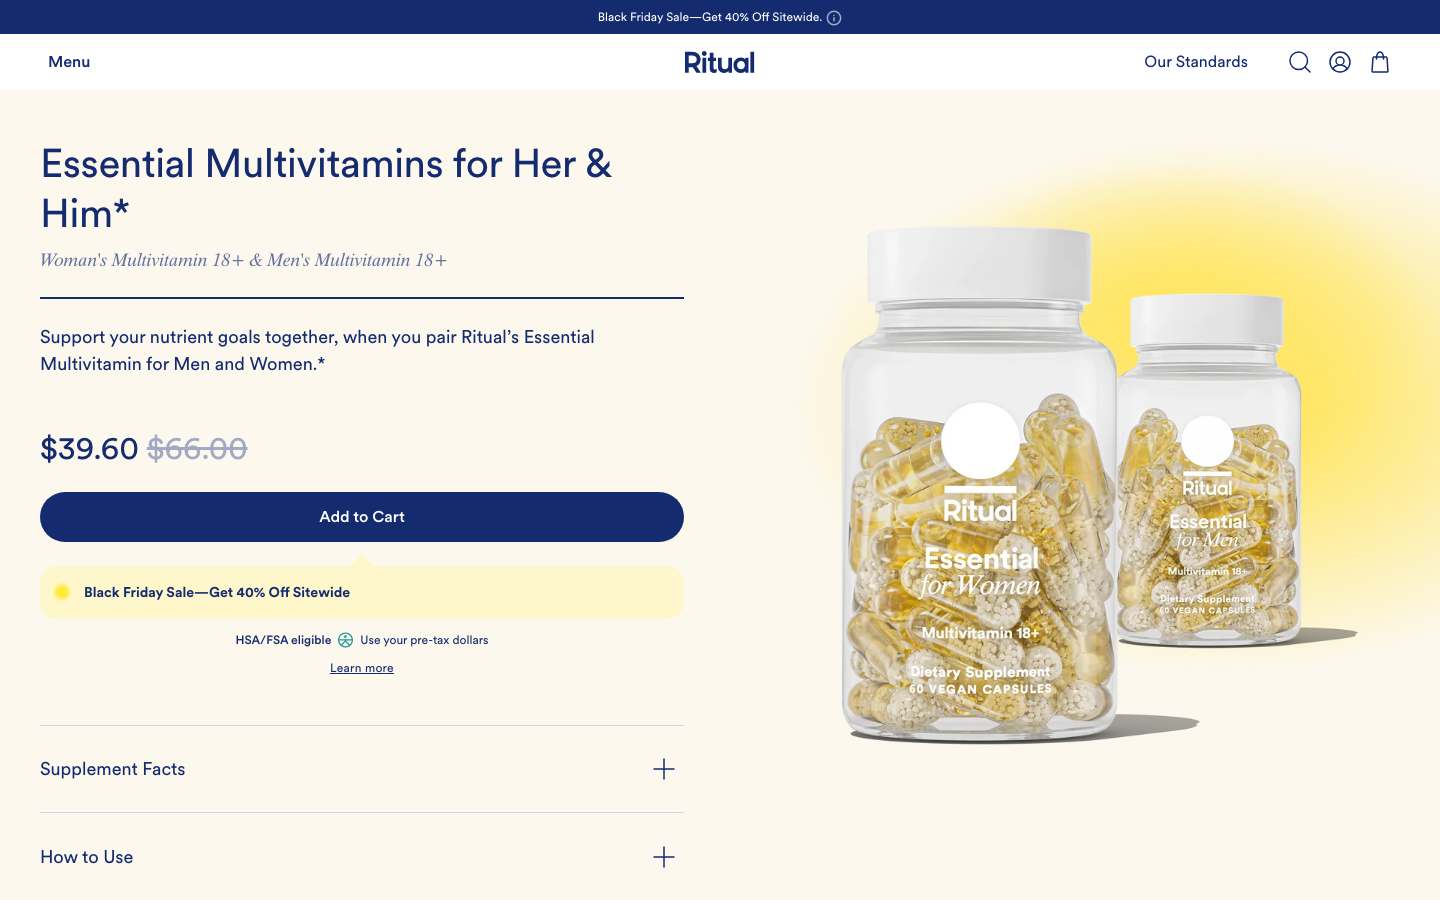 Black Friday Sale—Get 40% Off Sitewide.
Menu
Ritual
Our Standards
Essential Multivitamins for Her &
Him*
Woman's Multivitamin 18+ & Men's Multivitamin 18+
Support your nutrient goals together, when you pair Ritual’s Essential
Multivitamin for Men and Women.*
$39.60 $66.00
Add to Cart
Black Friday Sale—Get 40% Off Sitewide
HSA/FSA eligible Use your pre-tax dollars
Learn more
Supplement Facts
How to Use
Ritual
Essential
for Women
Multivitamin 18+
Dietary Supplement
60 VEGAN CAPSULES
Ritual
Essential
for Men
Multivitamin 18+
Dietary Supplement
60 VEGAN CAPSULES